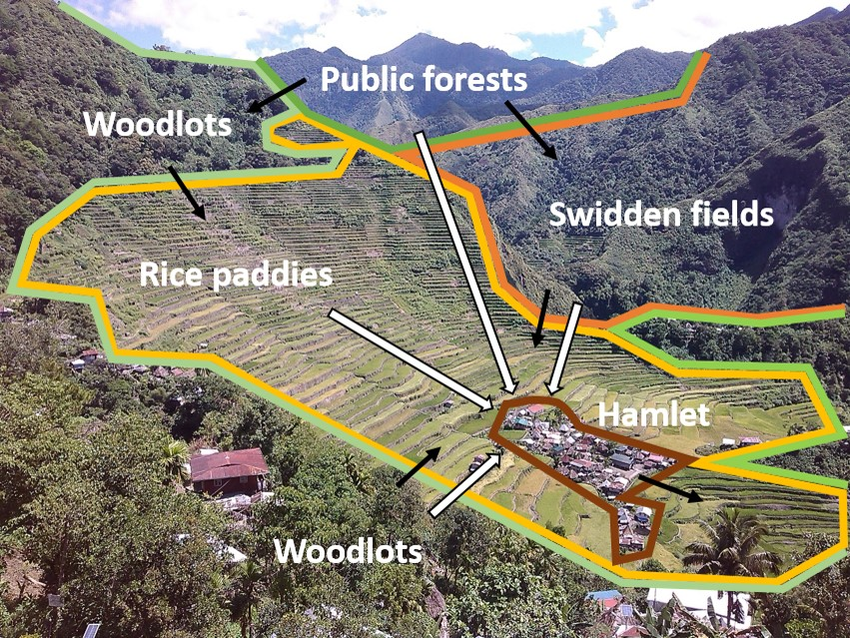 Public forests
Woodlots
Swidden fields
Rice paddies
Hamlet
Woodlots